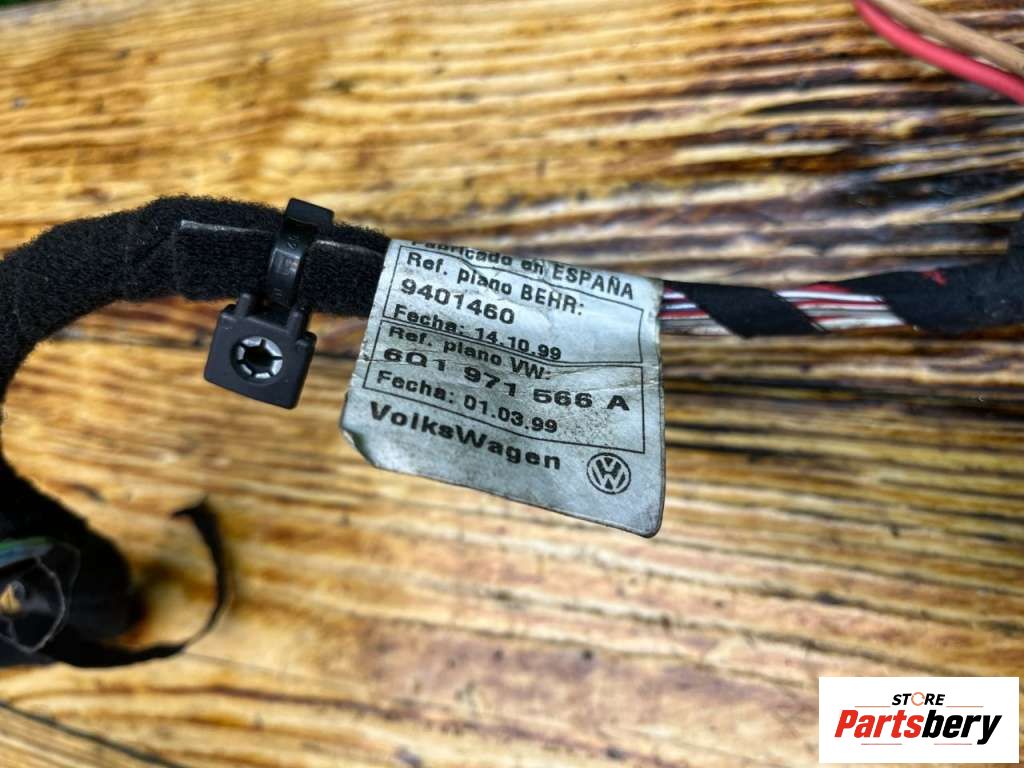 Fabricado en ESPAÑA
Ref. plano BEHR:
9401460
Fecha: 14.10.99
Ref. plano VW:
6Q1 971 566 A
Fecha: 01.03.99
VolksWagen
STORE
Partsbery